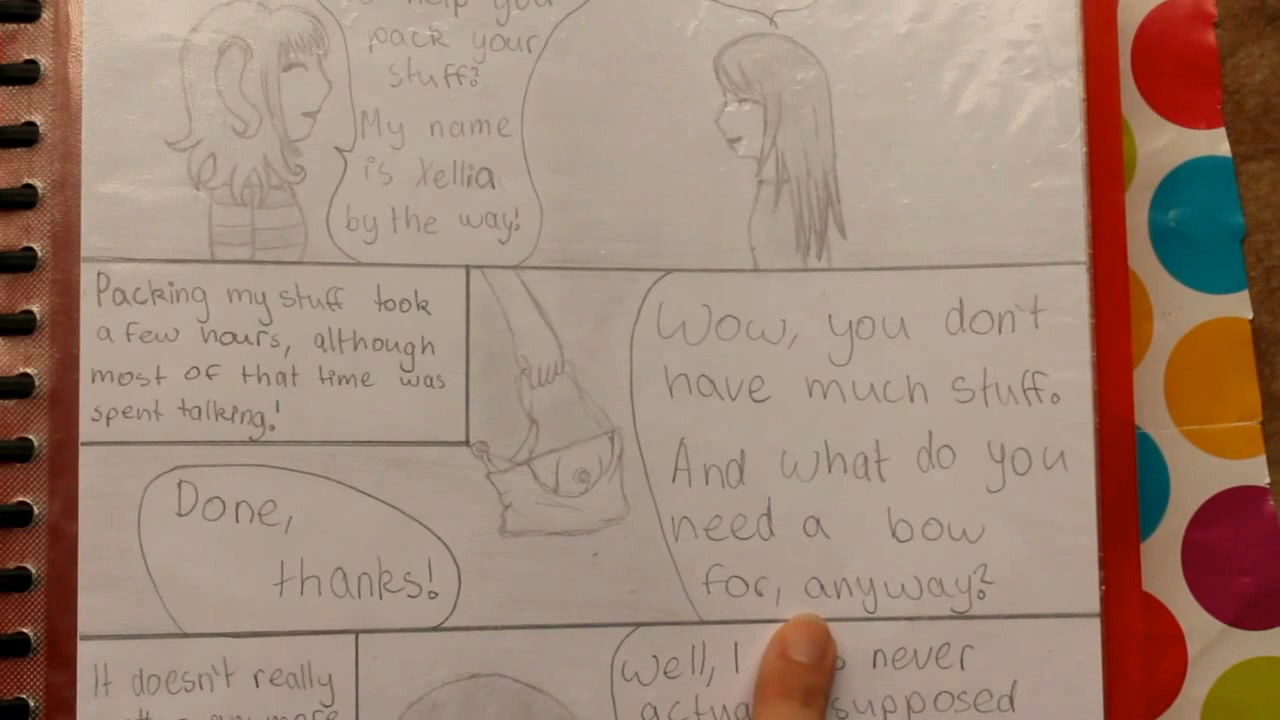 help you
pack your
stuff?
My name
is Xellia
by the way!
Packing my stuff took
a few hours, although
most of that time was
spent talking!
Wow, you don't
have much stuff.
And what do you
need a bow
for, anyway?
Done,
thanks!
It doesn't really
Well, I never
supposed